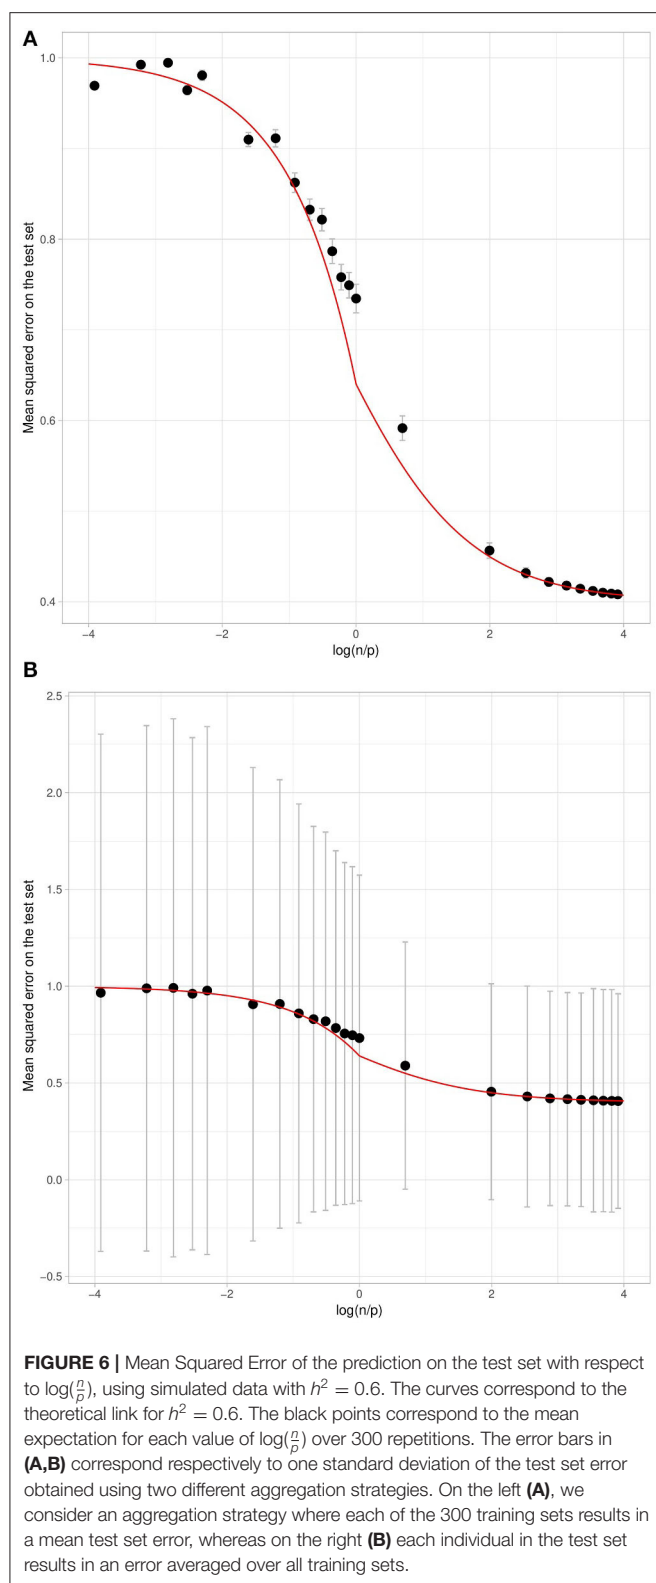 A
1.0
0.8
0.6
0.4
Mean squared error on the test set
−4
−2
0
2
4
log(n/p)
B
2.5
2.0
1.5
1.0
0.5
0.0
−0.5
Mean squared error on the test set
−4
−2
0
2
4
log(n/p)
FIGURE 6 | Mean Squared Error of the prediction on the test set with respect
to log(n/p), using simulated data with h² = 0.6. The curves correspond to the
theoretical link for h² = 0.6. The black points correspond to the mean
expectation for each value of log(n/p) over 300 repetitions. The error bars in
(A,B) correspond respectively to one standard deviation of the test set error
obtained using two different aggregation strategies. On the left (A), we
consider an aggregation strategy where each of the 300 training sets results in
a mean test set error, whereas on the right (B) each individual in the test set
results in an error averaged over all training sets.